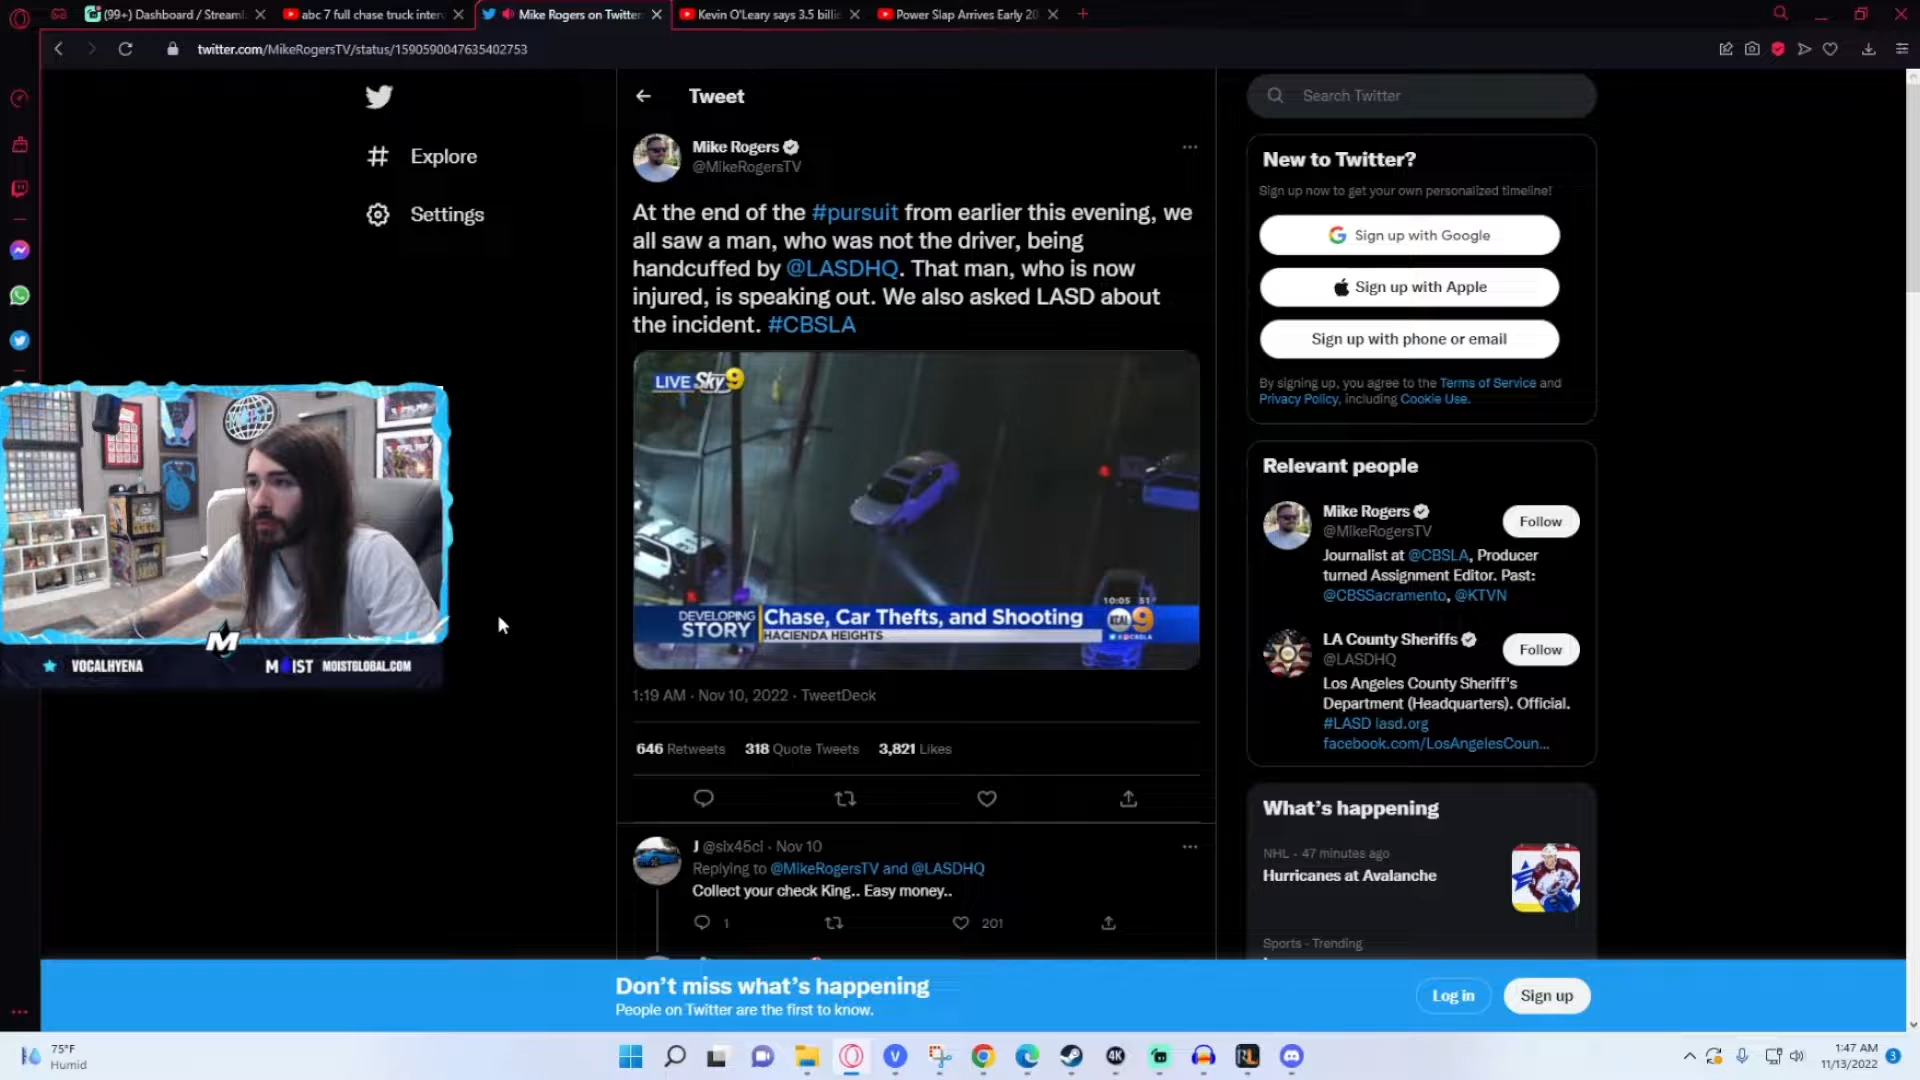 (99+) Dashboard / Streaml
abc 7 full chase truck interv
Mike Rogers on Twitter
Kevin O'Leary says 3.5 billi
Power Slap Arrives Early 20
twitter.com/MikeRogersTV/status/1590590047635402753
Explore
Settings
Tweet
Mike Rogers
@MikeRogersTV
At the end of the #pursuit from earlier this evening, we
all saw a man, who was not the driver, being
handcuffed by @LASDHQ. That man, who is now
injured, is speaking out. We also asked LASD about
the incident. #CBSLA
LIVE Sky9
DEVELOPING
STORY
Chase, Car Thefts, and Shooting
HACIENDA HEIGHTS
10:05 51°
KCAL 9
@CBSLA
1:19 AM · Nov 10, 2022 · TweetDeck
646 Retweets 318 Quote Tweets 3,821 Likes
J @six45ci · Nov 10
Replying to @MikeRogersTV and @LASDHQ
Collect your check King.. Easy money..
1
201
Search Twitter
New to Twitter?
Sign up now to get your own personalized timeline!
Sign up with Google
Sign up with Apple
Sign up with phone or email
By signing up, you agree to the Terms of Service and
Privacy Policy, including Cookie Use.
Relevant people
Mike Rogers
@MikeRogersTV
Follow
Journalist at @CBSLA, Producer
turned Assignment Editor. Past:
@CBSSacramento, @KTVN
LA County Sheriffs
@LASDHQ
Follow
Los Angeles County Sheriff's
Department (Headquarters). Official.
#LASD lasd.org
facebook.com/LosAngelesCoun...
What's happening
NHL · 47 minutes ago
Hurricanes at Avalanche
Sports · Trending
M
VOCALHYENA
MOIST MOISTGLOBAL.COM
Don't miss what's happening
People on Twitter are the first to know.
Log in
Sign up
75°F
Humid
V
4K
RL
1:47 AM
11/13/2022
3